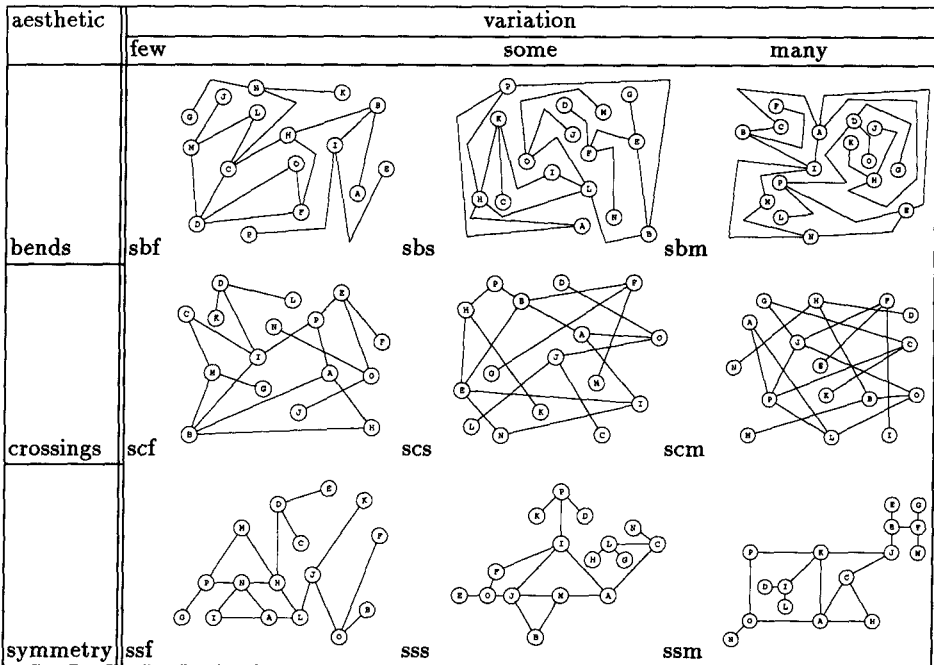 aesthetic variation
few some many
N J K G L B M H O I E C A F D P
P G D M K J O F E I L H C N A B
F A D J B C K I O G P H M L E N
bends sbf sbs sbm
D L E C K N P F I M A O G J B H
P D F H B A O J G M E I K L N C
G H F A D J C N E K B O P M L I
crossings scf scs scm
E D K M C F P N H J G I A L B O
P K D N I L C H G F E O J M A B
E G B F P K J M C D I L O A H N
symmetry ssf sss ssm